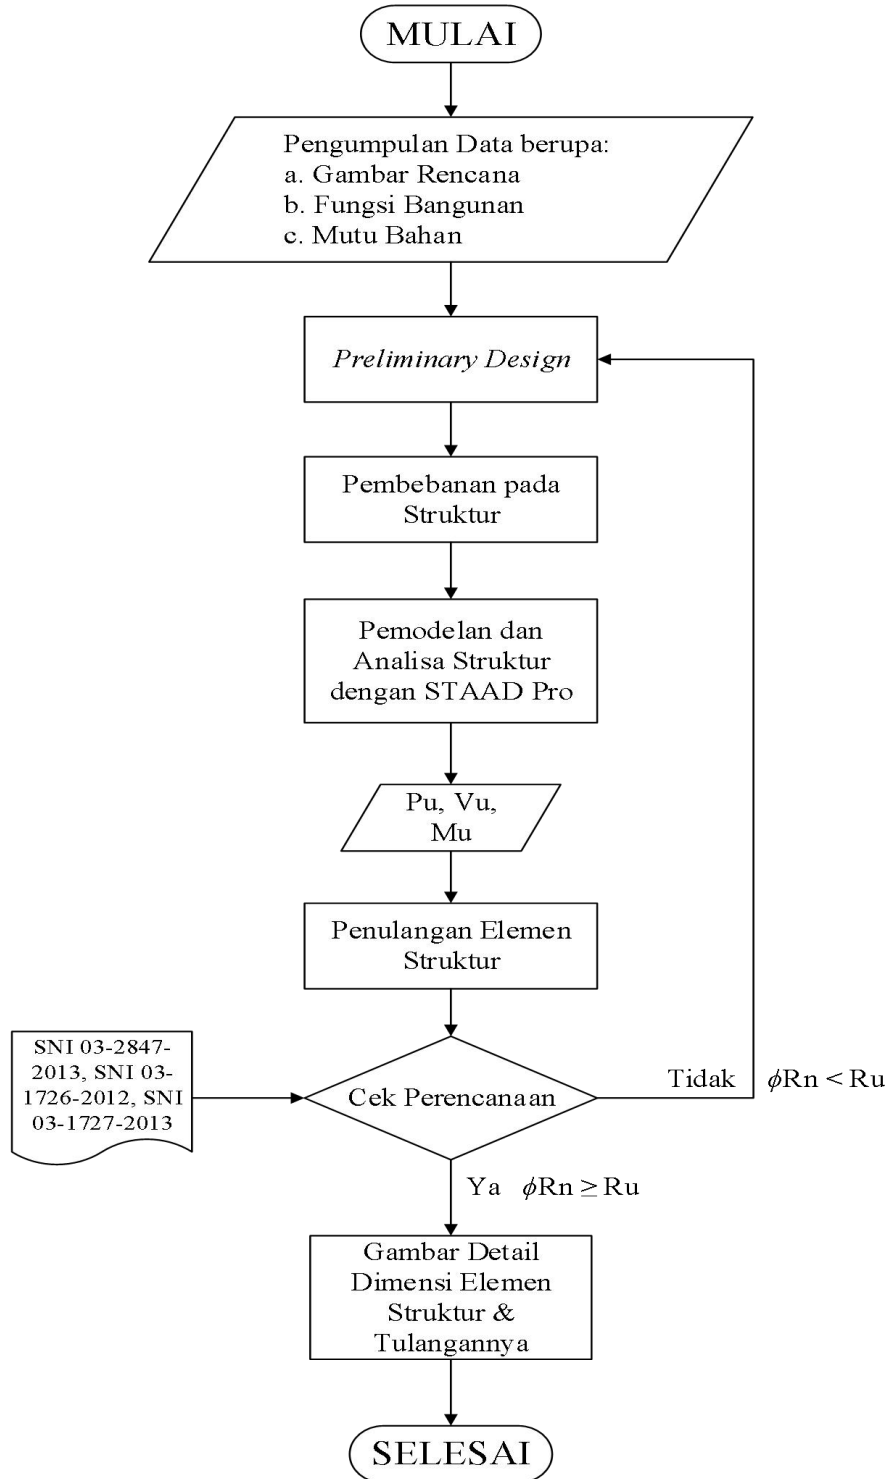 MULAI
Pengumpulan Data berupa:
a. Gambar Rencana
b. Fungsi Bangunan
c. Mutu Bahan
Preliminary Design
Pembebanan pada
Struktur
Pemodelan dan
Analisa Struktur
dengan STAAD Pro
Pu, Vu,
Mu
Penulangan Elemen
Struktur
SNI 03-2847-
2013, SNI 03-
1726-2012, SNI
03-1727-2013
Cek Perencanaan
Tidak ϕRn < Ru
Ya ϕRn ≥ Ru
Gambar Detail
Dimensi Elemen
Struktur &
Tulangannya
SELESAI